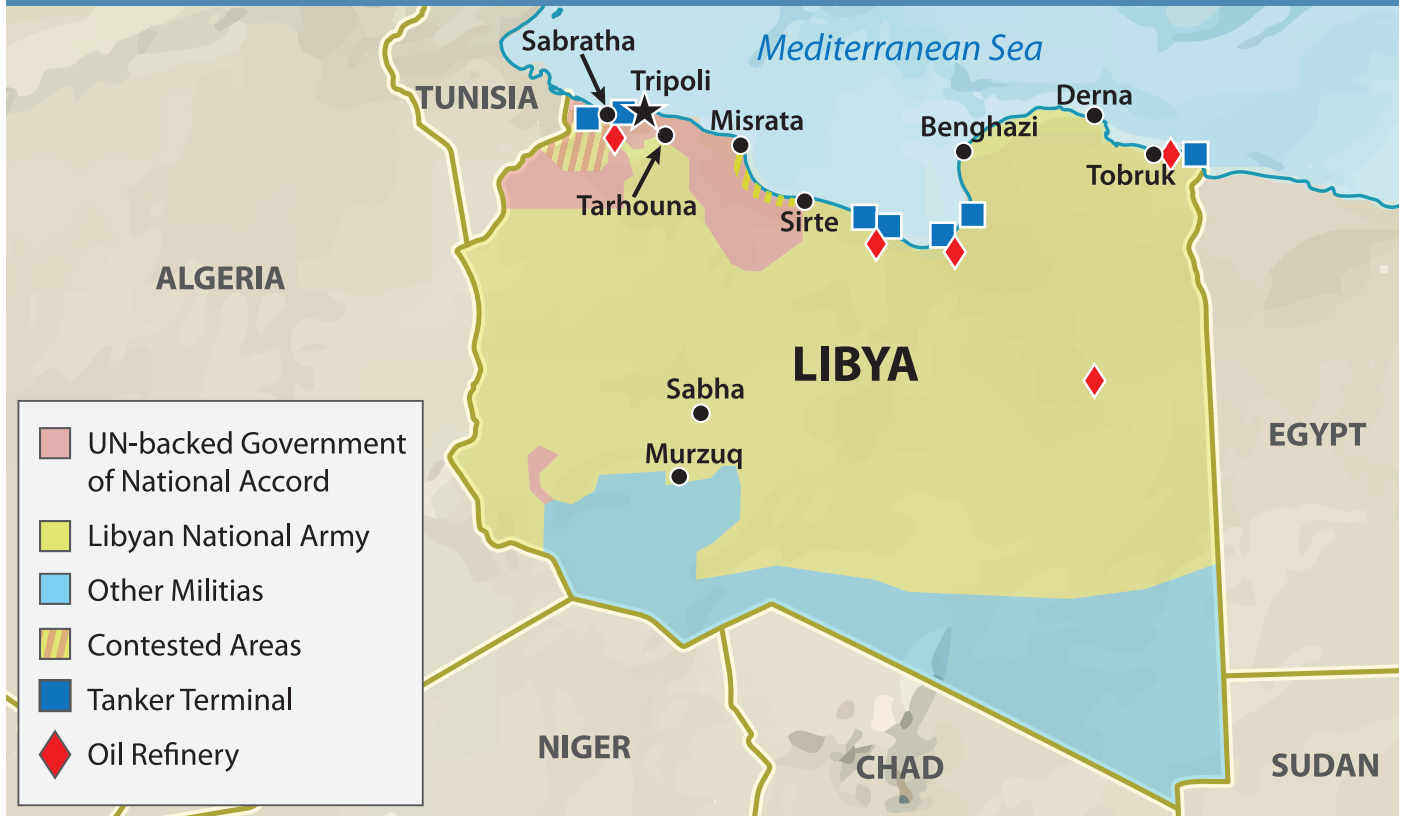 Mediterranean Sea
Sabratha
Tripoli
TUNISIA
Misrata
Derna
Benghazi
Tobruk
Tarhouna
Sirte
ALGERIA
LIBYA
Sabha
Murzuq
EGYPT
NIGER
CHAD
SUDAN
UN-backed Government
of National Accord
Libyan National Army
Other Militias
Contested Areas
Tanker Terminal
Oil Refinery